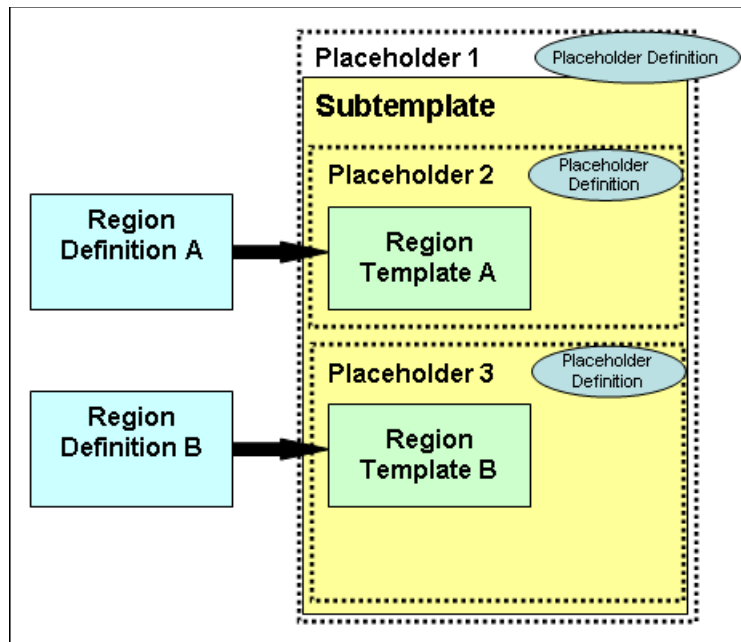 Placeholder 1
Placeholder Definition
Subtemplate
Placeholder 2
Placeholder
Definition
Region
Definition A
Region
Template A
Placeholder 3
Placeholder
Definition
Region
Definition B
Region
Template B